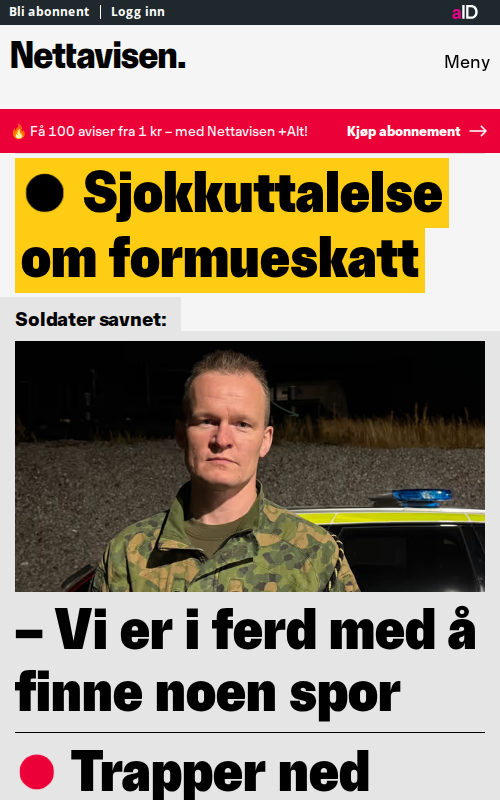 Bli abonnent | Logg inn
aID
Nettavisen.
Meny
🔥 Få 100 aviser fra 1 kr – med Nettavisen +Alt!
Kjøp abonnement →
● Sjokkuttalelse
om formueskatt
Soldater savnet:
– Vi er i ferd med å
finne noen spor
● Trapper ned